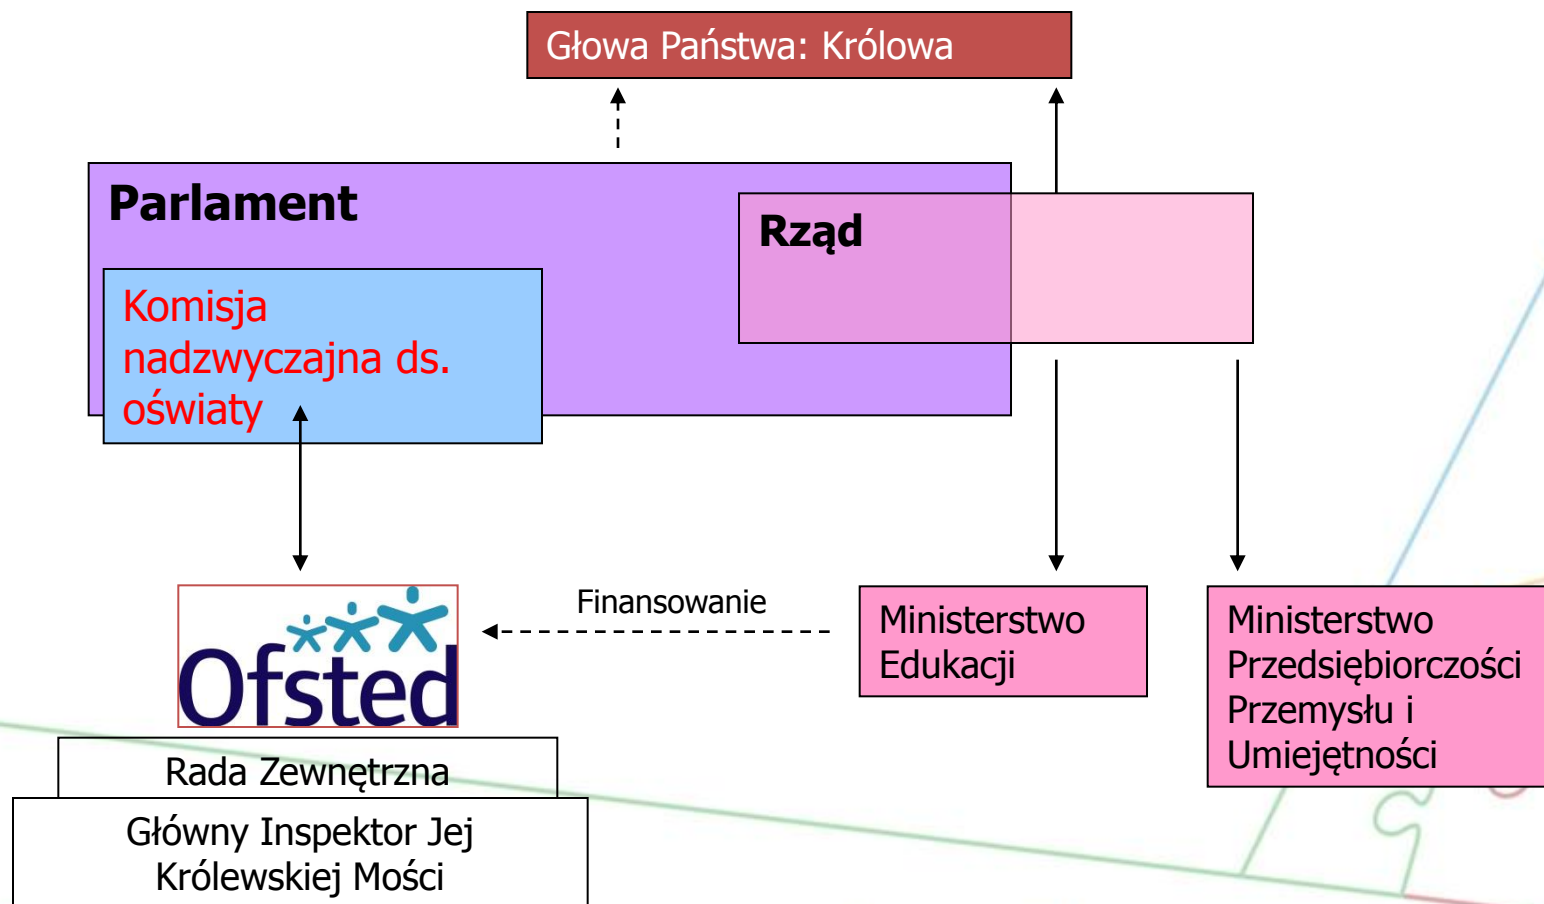 Głowa Państwa: Królowa
Parlament
Rząd
Komisja
nadzwyczajna ds.
oświaty
Finansowanie
Ministerstwo
Edukacji
Ministerstwo
Przedsiębiorczości
Przemysłu i
Umiejętności
Ofsted
Rada Zewnętrzna
Główny Inspektor Jej
Królewskiej Mości